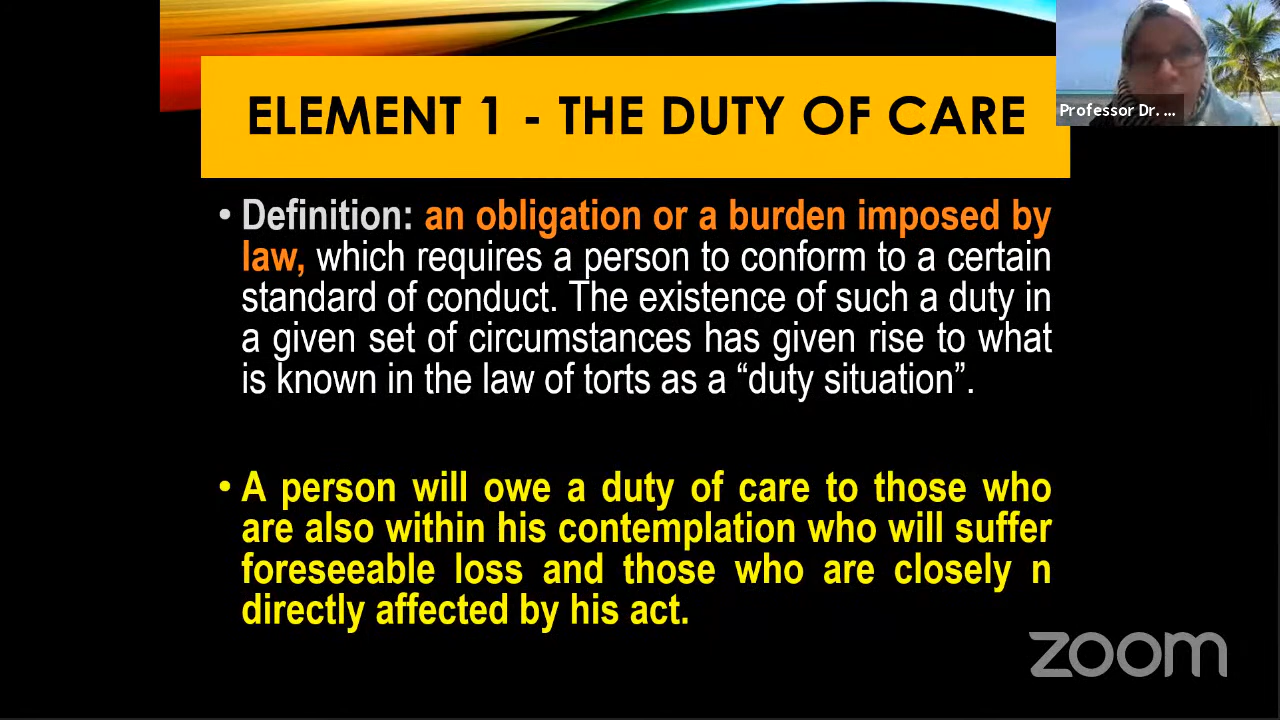 ELEMENT 1 - THE DUTY OF CARE
Professor Dr. ...
• Definition: an obligation or a burden imposed by
law, which requires a person to conform to a certain
standard of conduct. The existence of such a duty in
a given set of circumstances has given rise to what
is known in the law of torts as a “duty situation”.
• A person will owe a duty of care to those who
are also within his contemplation who will suffer
foreseeable loss and those who are closely n
directly affected by his act.
zoom